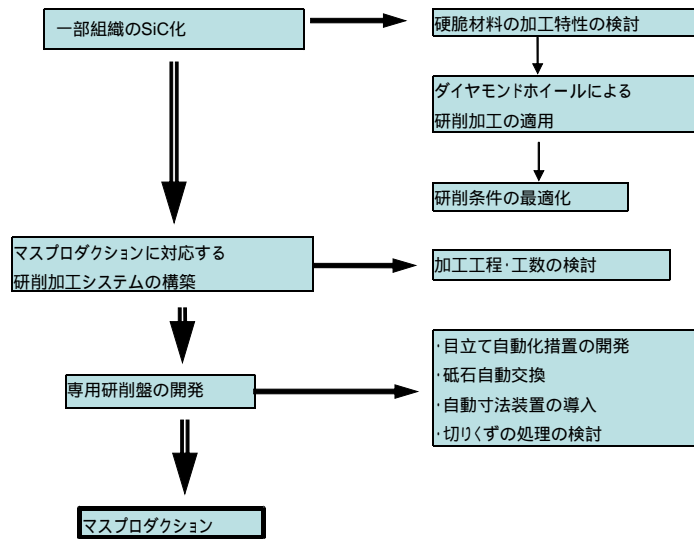 一部組織のSiC化
硬脆材料の加工特性の検討
ダイヤモンドホイールによる
研削加工の適用
研削条件の最適化
マスプロダクションに対応する
研削加工システムの構築
加工工程・工数の検討
専用研削盤の開発
・目立て自動化措置の開発
・砥石自動交換
・自動寸法装置の導入
・切りくずの処理の検討
マスプロダクション